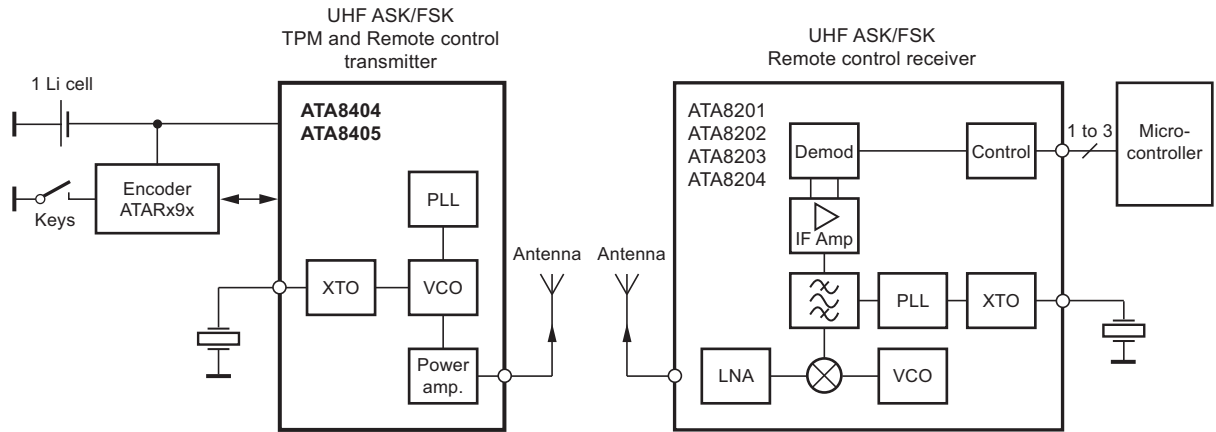 UHF ASK/FSK
TPM and Remote control
transmitter
1 Li cell
ATA8404
ATA8405
Encoder
ATARx9x
Keys
PLL
XTO
VCO
Power
amp.
Antenna
Antenna
UHF ASK/FSK
Remote control receiver
ATA8201
ATA8202
ATA8203
ATA8204
Demod
Control
1 to 3
Micro-
controller
IF Amp
PLL
XTO
LNA
VCO